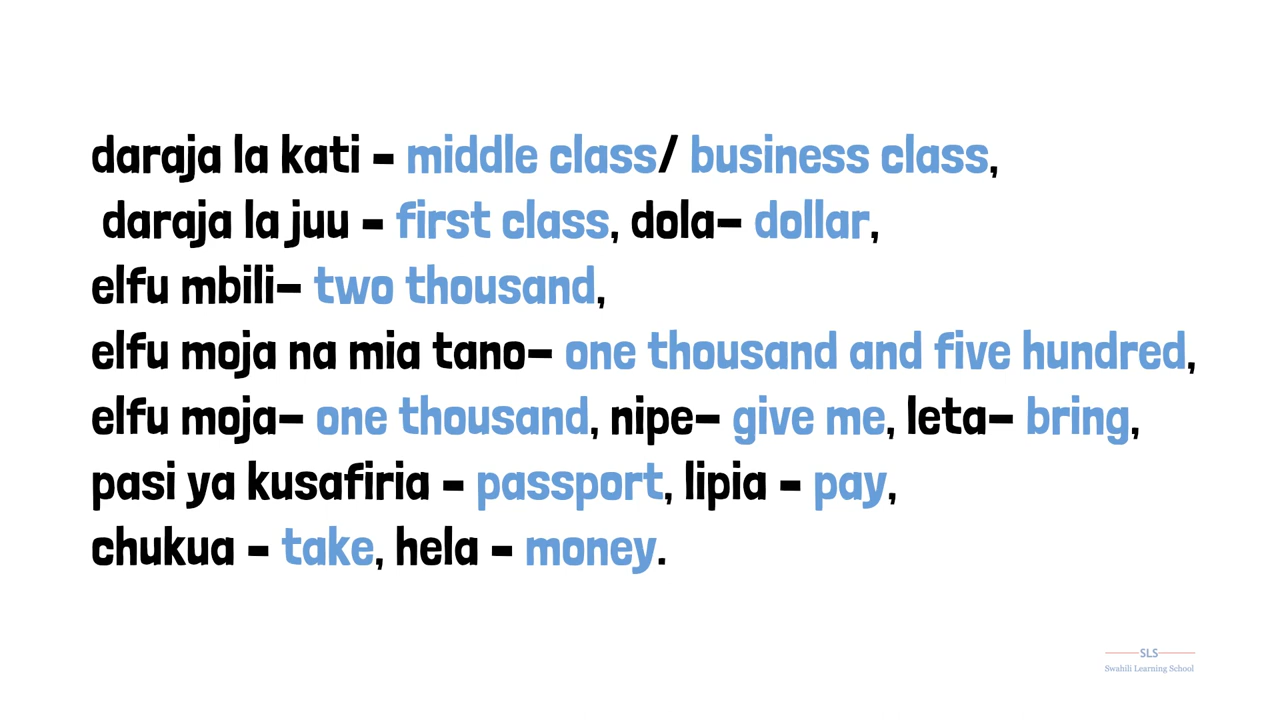 daraja la kati - middle class/ business class,
daraja la juu - first class, dola- dollar,
elfu mbili- two thousand,
elfu moja na mia tano- one thousand and five hundred,
elfu moja- one thousand, nipe- give me, leta- bring,
pasi ya kusafiria - passport, lipia - pay,
chukua - take, hela - money.
SLS
Swahili Learning School